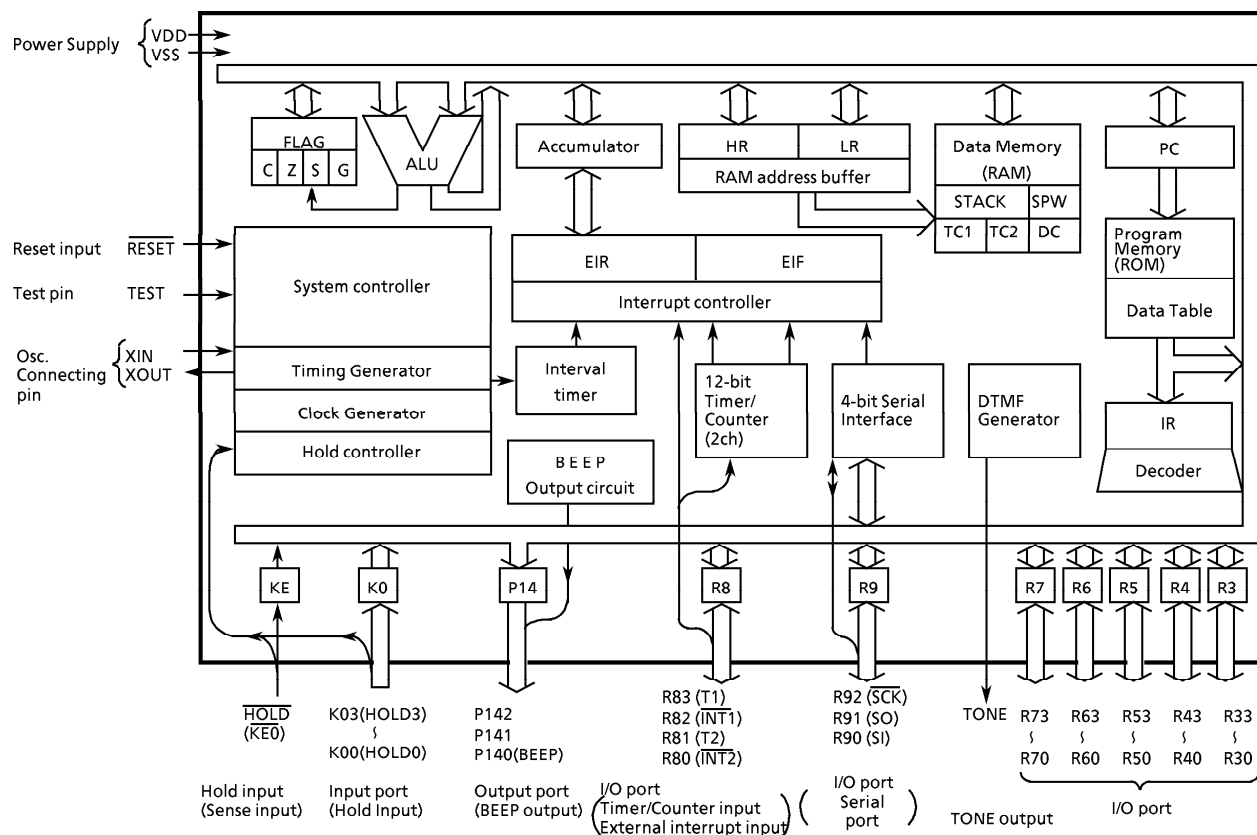 Power Supply
VDD
VSS
FLAG
C Z S G
ALU
Accumulator
HR LR
RAM address buffer
Data Memory
(RAM)
STACK SPW
TC1 TC2 DC
PC
Program
Memory
(ROM)
Data Table
Reset input RESET
Test pin TEST
Osc.
Connecting
pin
XIN
XOUT
System controller
Timing Generator
Clock Generator
Hold controller
EIR EIF
Interrupt controller
Interval
timer
12-bit
Timer/
Counter
(2ch)
4-bit Serial
Interface
DTMF
Generator
IR
Decoder
BEEP
Output circuit
KE K0 P14 R8 R9 R7 R6 R5 R4 R3
HOLD
(KE0)
K03(HOLD3)
~
K00(HOLD0)
P142
P141
P140(BEEP)
R83 (T1)
R82 (INT1)
R81 (T2)
R80 (INT2)
R92 (SCK)
R91 (SO)
R90 (SI)
TONE
R73 R63 R53 R43 R33
~ ~ ~ ~ ~
R70 R60 R50 R40 R30
Hold input
(Sense input)
Input port
(Hold Input)
Output port
(BEEP output)
I/O port
(Timer/Counter input
External interrupt input)
(I/O port
Serial
port)
TONE output
I/O port